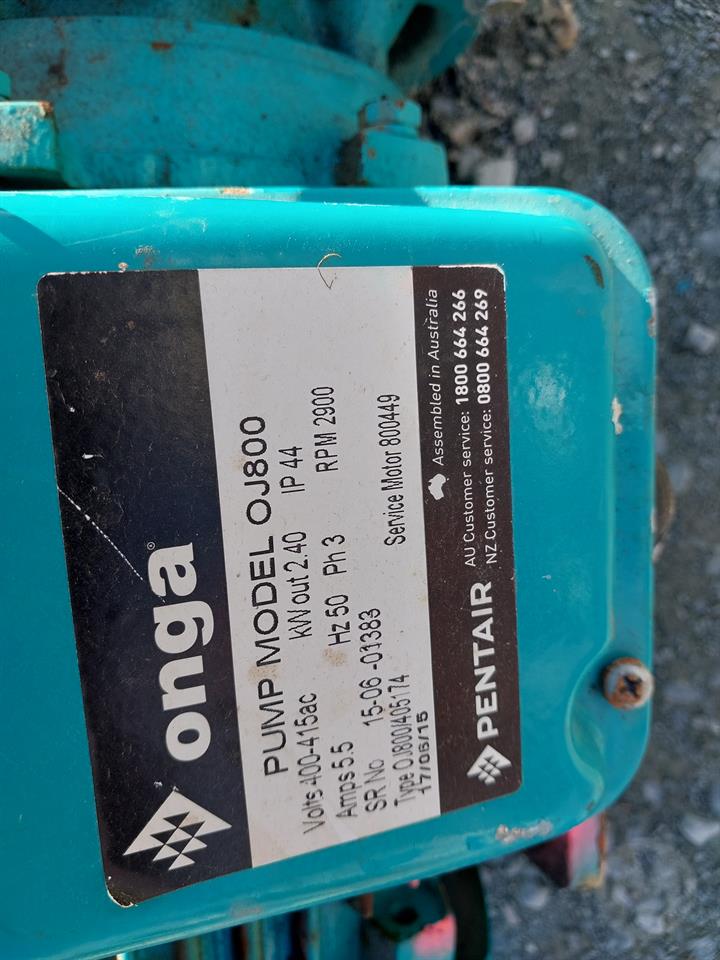 onga®
PUMP MODEL OJ800
Volts 400-415ac kW out 2.40 IP 44
Amps 5.5 Hz 50 Ph 3 RPM 2900
SR No 15-06 -01383
Type OJ800/405174 Service Motor 800449
17/06/15
Assembled in Australia
PENTAIR AU Customer service: 1800 664 266
NZ Customer service: 0800 664 269